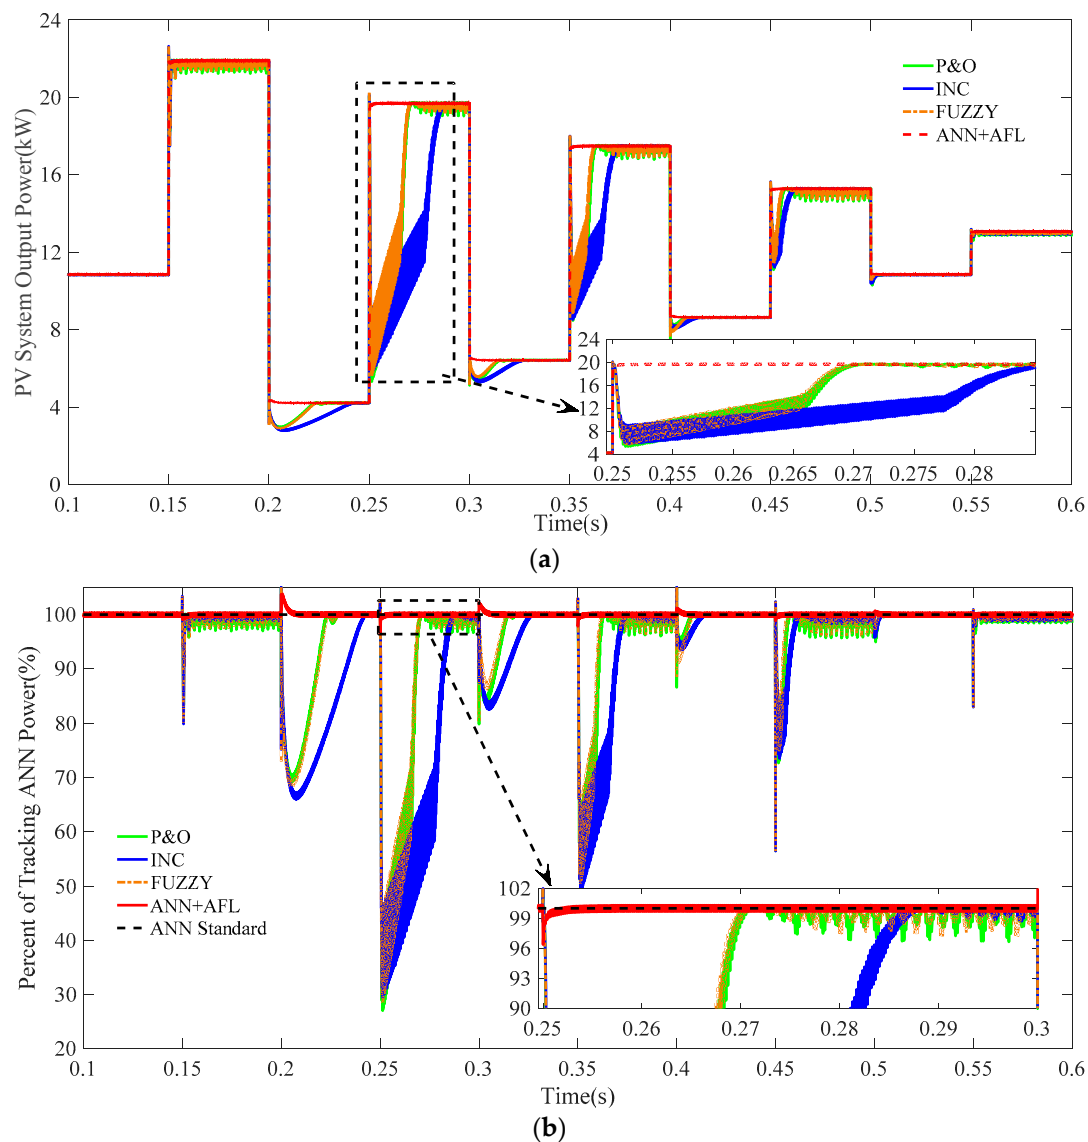 PV System Output Power(kW)
24
20
16
12
8
4
0
P&O
INC
FUZZY
ANN+AFL
24
20
16
12
8
4
0.25 0.255 0.26 0.265 0.27 0.275 0.28
0.1 0.15 0.2 0.25 0.3 0.35 0.4 0.45 0.5 0.55 0.6
Time(s)
(a)
Percent of Tracking ANN Power(%)
100
90
80
70
60
50
40
30
20
P&O
INC
FUZZY
ANN+AFL
ANN Standard
102
99
96
93
90
0.25 0.26 0.27 0.28 0.29 0.3
0.1 0.15 0.2 0.25 0.3 0.35 0.4 0.45 0.5 0.55 0.6
Time(s)
(b)